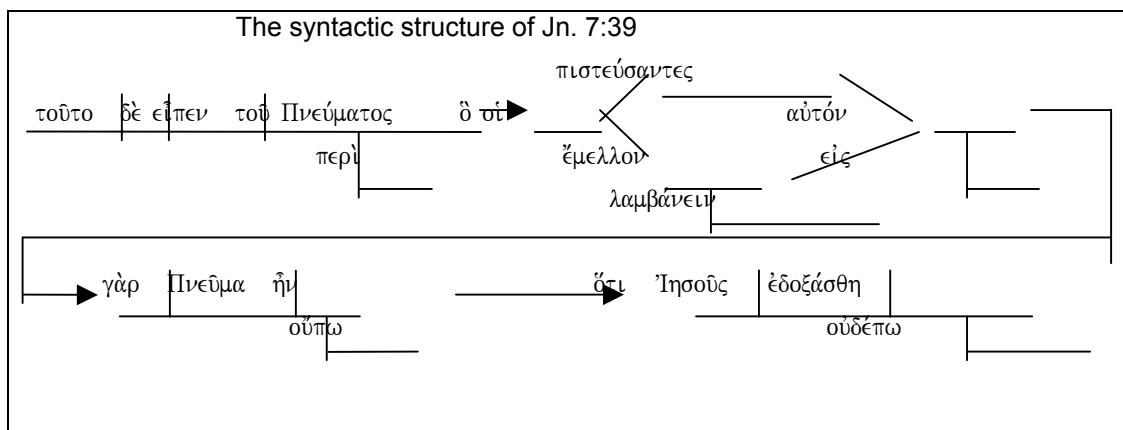 The syntactic structure of Jn. 7:39
πιστεύσαντες
τοῦτο δὲ εἶπεν τοῦ Πνεύματος ὃ οἱ αὐτόν
περὶ ἔμελλον εἰς
λαμβάνειν
γὰρ Πνεῦμα ἦν ὅτι Ἰησοῦς ἐδοξάσθη
οὔπω οὐδέπω